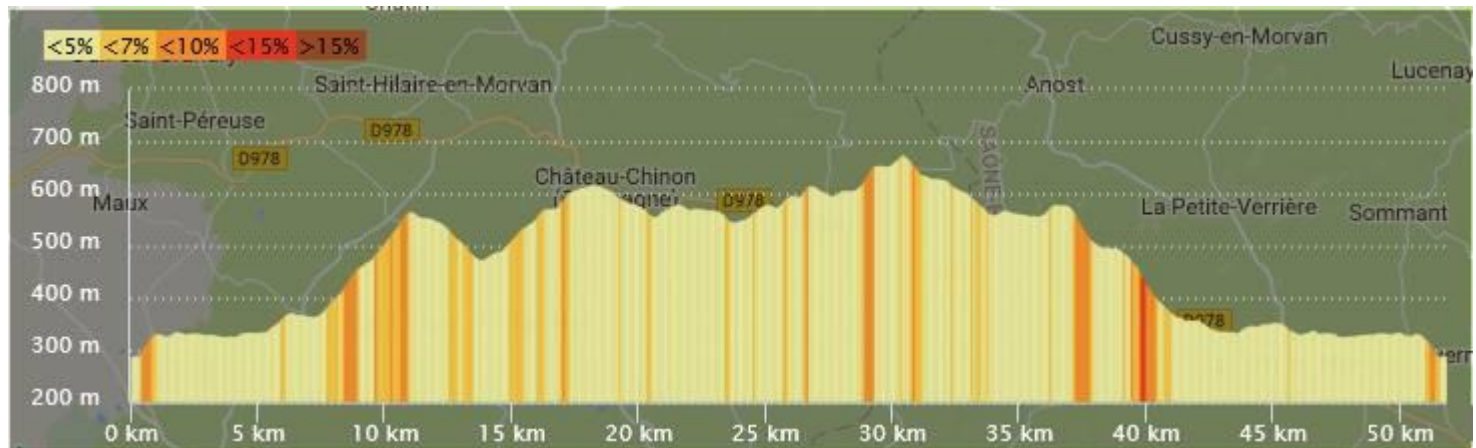 Chatin
<5% <7% <10% <15% >15%
Cussy-en-Morvan
Lucenay
800 m
Saint-Hilaire-en-Morvan
Anost
Saint-Péreuse
D978
700 m
D978
SAÔNE
Château-Chinon
600 m
D978
Maux
La Petite-Verrière
Sommant
500 m
400 m
D978
300 m
200 m
0 km 5 km 10 km 15 km 20 km 25 km 30 km 35 km 40 km 45 km 50 km